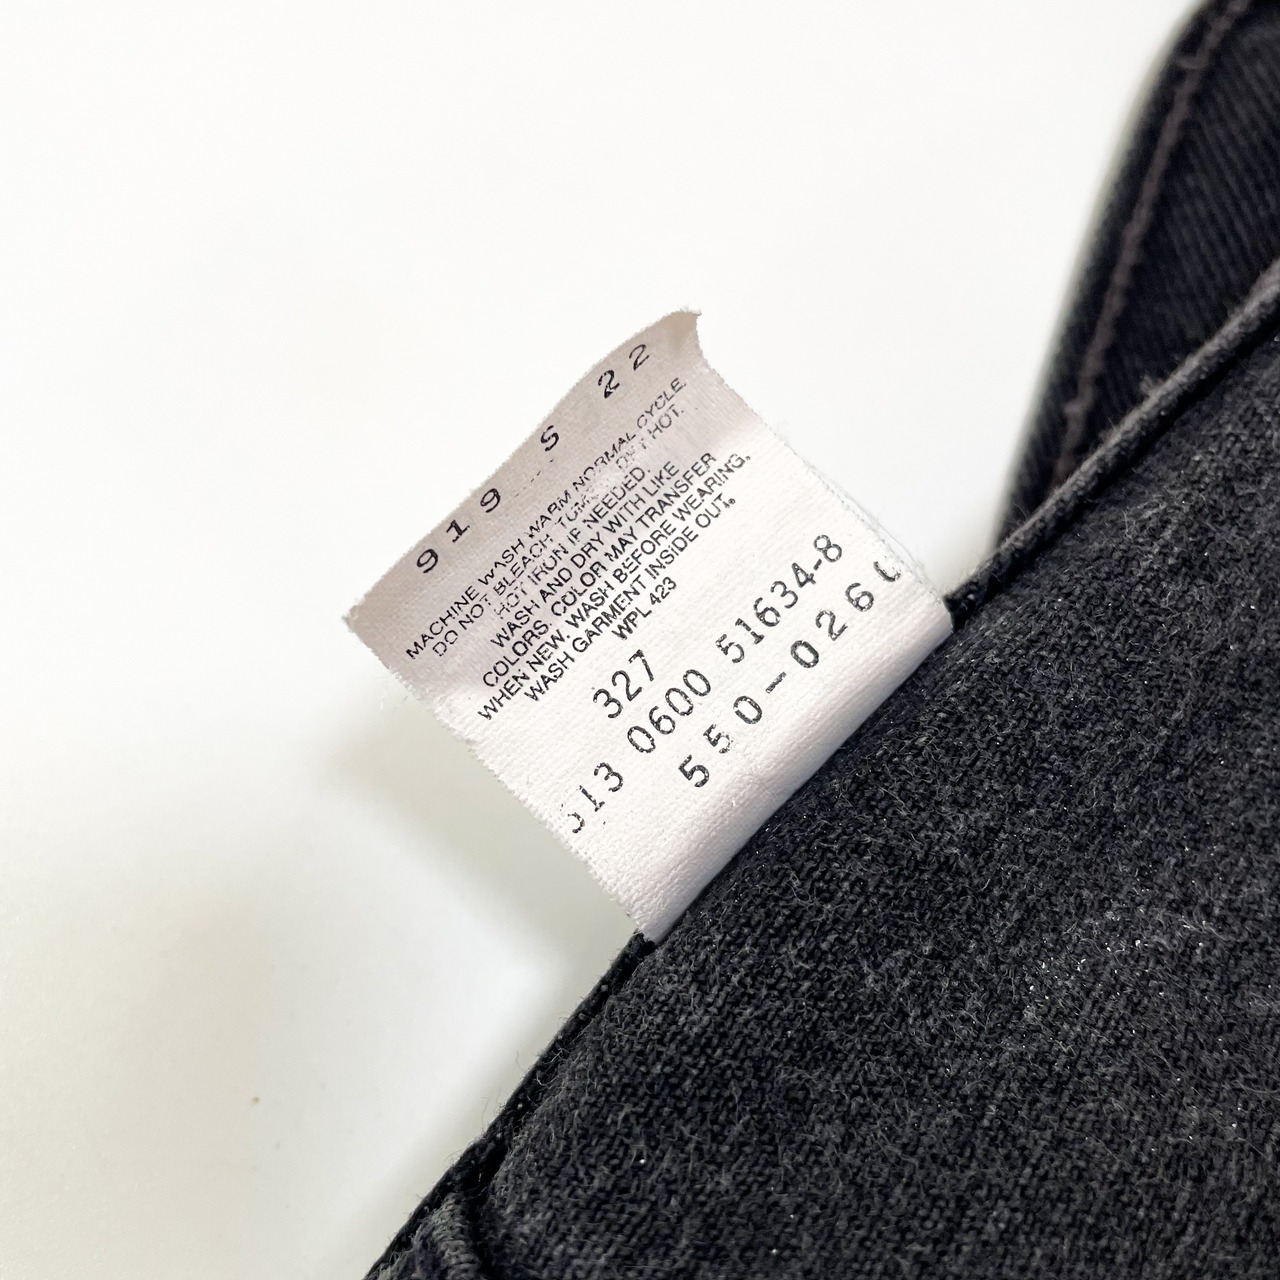 919 S 22
MACHINE WASH WARM NORMAL CYCLE.
DO NOT BLEACH. HOT.
HOT IRON IF NEEDED.
WASH AND DRY WITH LIKE
COLORS. COLOR MAY TRANSFER
WHEN NEW. WASH BEFORE WEARING.
WASH GARMENT INSIDE OUT.
WPL 423
327
13 0600 51634-8
550-026